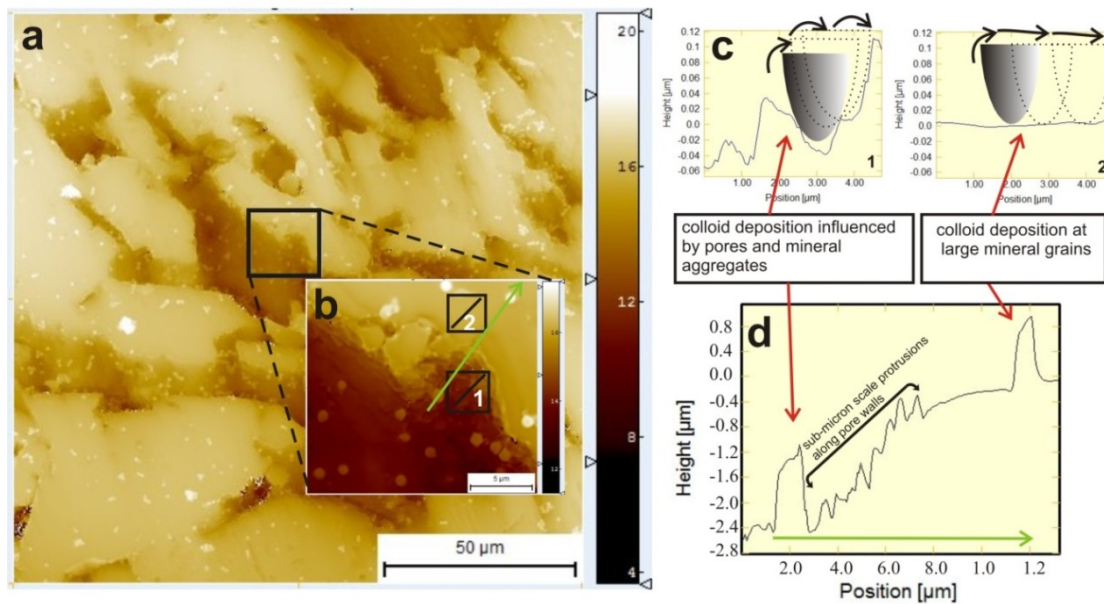 a
20
16
12
8
4
50 µm
b
2
1
5 µm
14
12
c
0.12
0.10
0.08
0.06
0.04
0.02
0.00
-0.02
-0.04
-0.06
Height [µm]
1.00 2.00 3.00 4.00
Position [µm]
1
0.12
0.10
0.08
0.06
0.04
0.02
0.00
-0.02
-0.04
-0.06
Height [µm]
1.00 2.00 3.00 4.00
Position [µm]
2
colloid deposition influenced
by pores and mineral
aggregates
colloid deposition at
large mineral grains
d
0.8
0.4
0.0
-0.4
-0.8
-1.2
-1.6
-2.0
-2.4
-2.8
Height [µm]
sub-micron scale protrusions
along pore walls
2.0 4.0 6.0 8.0 1.0 1.2
Position [µm]